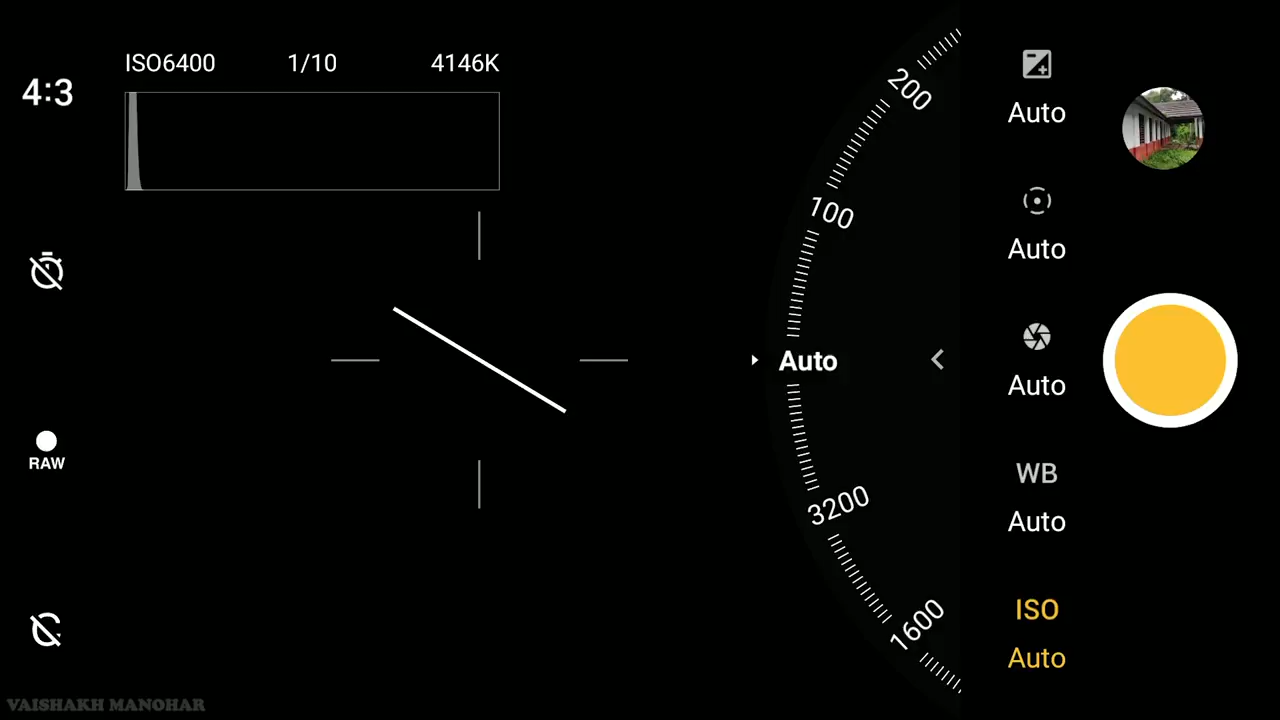 4:3
ISO6400 1/10 4146K
RAW
200
100
Auto
3200
1600
Auto
Auto
Auto
WB
Auto
ISO
Auto
VAISHAKH MANOHAR